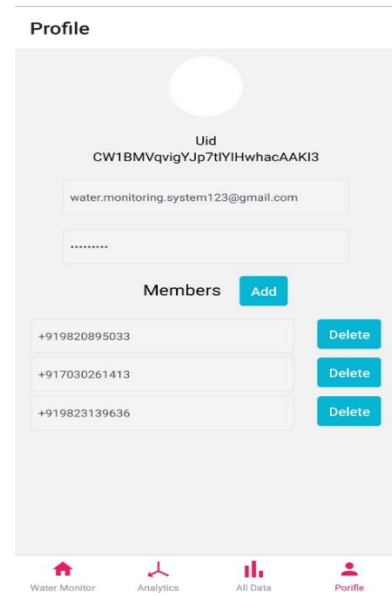 Profile
Uid
CW1BMVqvigYJp7tIYIHwhacAAKI3
water.monitoring.system123@gmail.com
•••••••••
Members Add
+919820895033 Delete
+917030261413 Delete
+919823139636 Delete
Water Monitor Analytics All Data Porifle